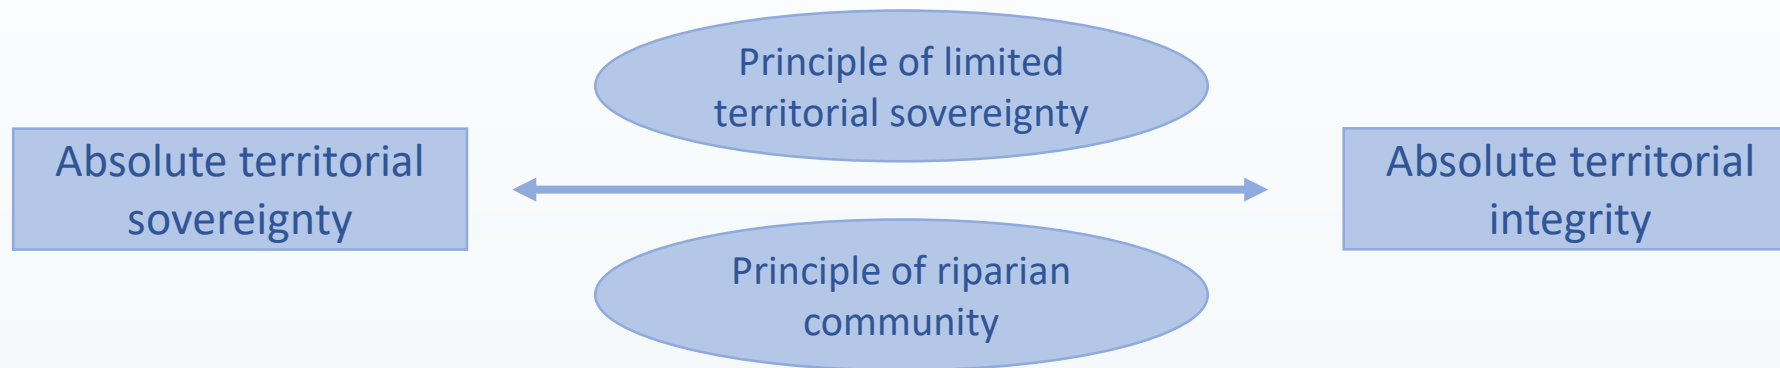 Principle of limited
territorial sovereignty
Absolute territorial
sovereignty
Absolute territorial
integrity
Principle of riparian
community